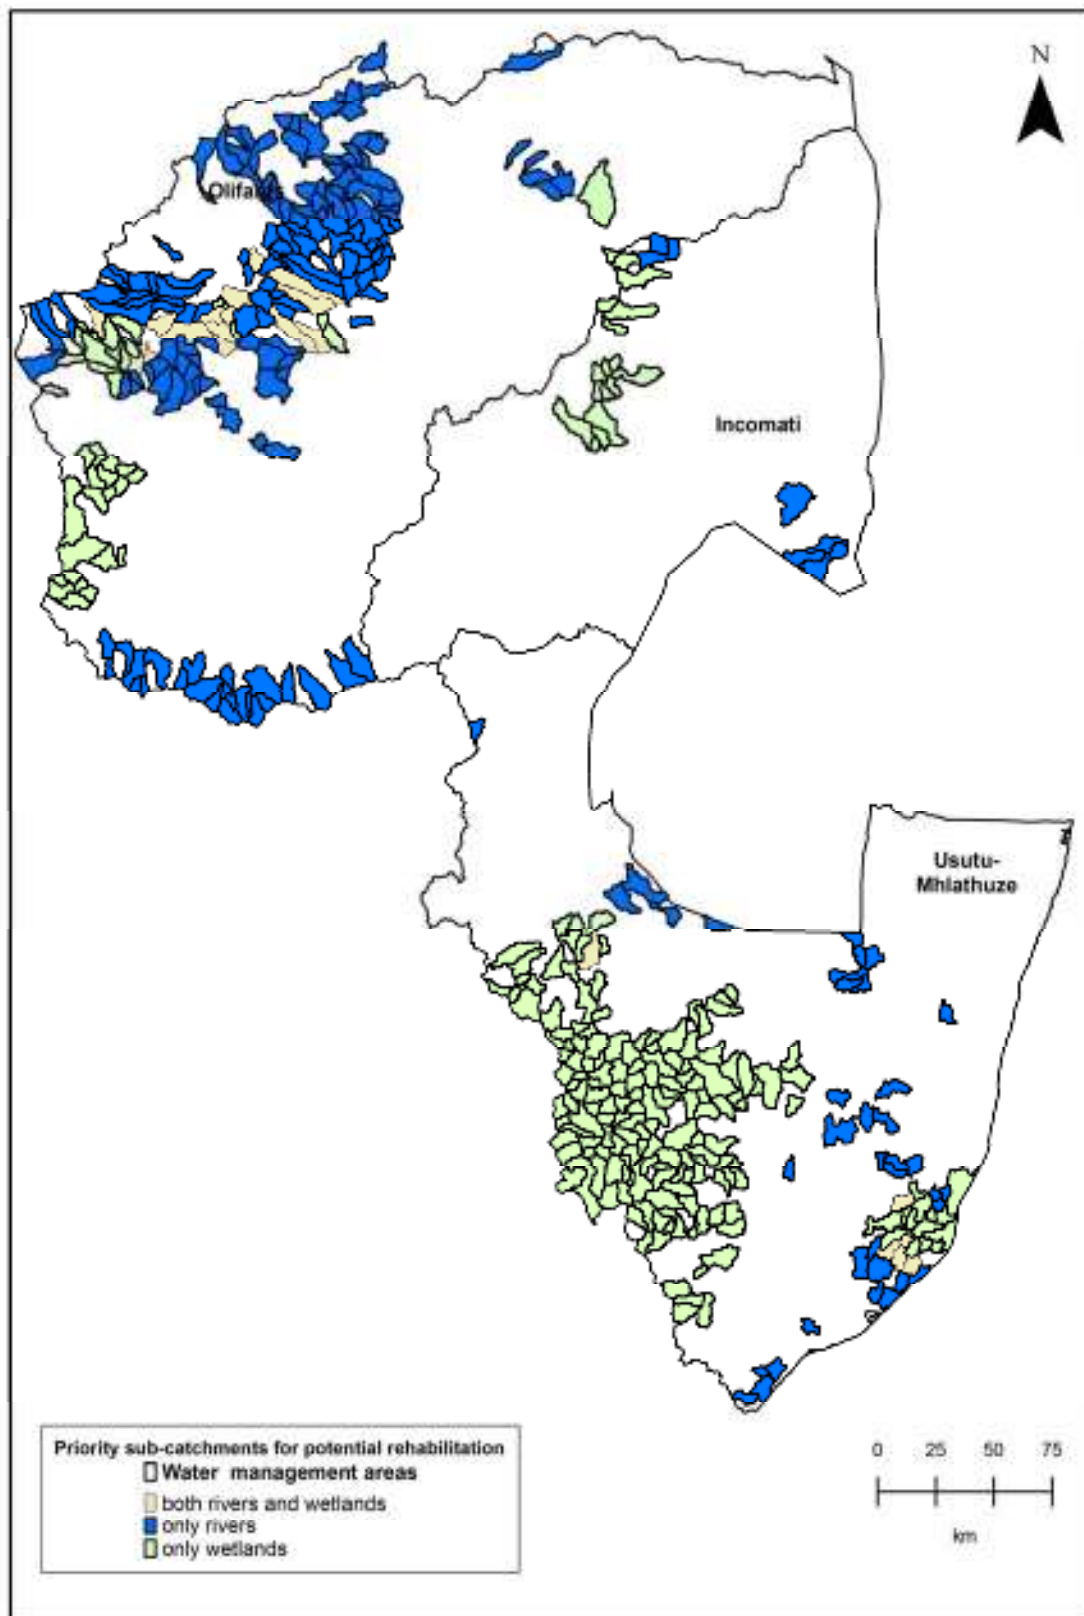 N
Incomati
Usutu-
Mhlathuze
Priority sub-catchments for potential rehabilitation
Water management areas
both rivers and wetlands
only rivers
only wetlands
0 25 50 75
km